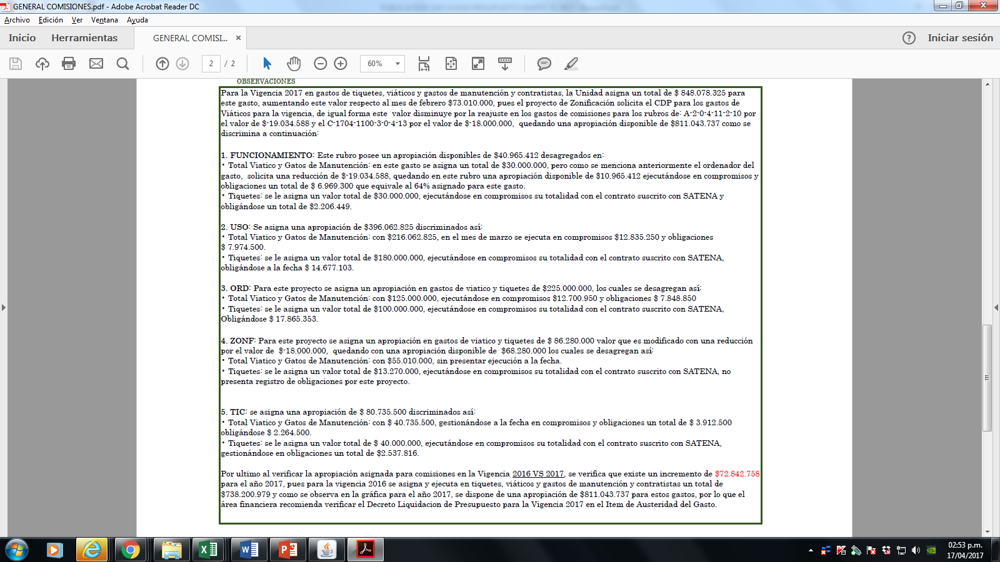 GENERAL COMISIONES.pdf - Adobe Acrobat Reader DC
Archivo Edición Ver Ventana Ayuda
Inicio Herramientas GENERAL COMISI... × ? Iniciar sesión
2 / 2 60%
OBSERVACIONES
Para la Vigencia 2017 en gastos de tiquetes, viáticos y gastos de manutención y contratistas, la Unidad asigna un total de $ 848.078.325 para
este gasto, aumentando este valor respecto al mes de febrero $73.010.000, pues el proyecto de Zonificación solicita el CDP para los gastos de
Viáticos para la vigencia, de igual forma este valor disminuye por la reajuste en los gastos de comisiones para los rubros de: A-2-0-4-11-2-10 por
el valor de $-19.034.588 y el C-1704-1100-3-0-4-13 por el valor de $-18.000.000, quedando una apropiación disponible de $811.043.737 como se
discrimina a continuación:
1. FUNCIONAMIENTO: Este rubro posee un apropiación disponibles de $40.965.412 desagregados en:
• Total Viatico y Gatos de Manutención: en este gasto se asigna un total de $30.000.000, pero como se menciona anteriormente el ordenador del
gasto, solicita una reducción de $-19.034.588, quedando en este rubro una apropiación disponible de $10.965.412 ejecutándose en compromisos y
obligaciones un total de $ 6.969.300 que equivale al 64% asignado para este gasto.
• Tiquetes: se le asigna un valor total de $30.000.000, ejecutándose en compromisos su totalidad con el contrato suscrito con SATENA y
obligándose un total de $2.206.449.
2. USO: Se asigna una apropiación de $396.062.825 discriminados así:
• Total Viatico y Gatos de Manutención: con $216.062.825, en el mes de marzo se ejecuta en compromisos $12.835.250 y obligaciones
$ 7.974.500.
• Tiquetes: se le asigna un valor total de $180.000.000, ejecutándose en compromisos su totalidad con el contrato suscrito con SATENA,
obligándose a la fecha $ 14.677.103.
3. ORD: Para este proyecto se asigna un apropiación en gastos de viatico y tiquetes de $225.000.000, los cuales se desagregan así:
• Total Viatico y Gatos de Manutención: con $125.000.000, ejecutándose en compromisos $12.700.950 y obligaciones $ 7.848.850
• Tiquetes: se le asigna un valor total de $100.000.000, ejecutándose en compromisos su totalidad con el contrato suscrito con SATENA,
Obligándose $ 17.865.353.
4. ZONF: Para este proyecto se asigna un apropiación en gastos de viatico y tiquetes de $ 86.280.000 valor que es modificado con una reducción
por el valor de $-18.000.000, quedando con una apropiación disponible de $68.280.000 los cuales se desagregan así:
• Total Viatico y Gatos de Manutención: con $55.010.000, sin presentar ejecución a la fecha.
• Tiquetes: se le asigna un valor total de $13.270.000, ejecutándose en compromisos su totalidad con el contrato suscrito con SATENA, no
presenta registro de obligaciones por este proyecto.
5. TIC: se asigna una apropiación de $ 80.735.500 discriminados así:
• Total Viatico y Gatos de Manutención: con $ 40.735.500, gestionándose a la fecha en compromisos y obligaciones un total de $ 3.912.500
obligándose $ 2.264.500.
• Tiquetes: se le asigna un valor total de $ 40.000.000, ejecutándose en compromisos su totalidad con el contrato suscrito con SATENA,
gestionándose en obligaciones un total de $2.537.816.
Por ultimo al verificar la apropiación asignada para comisiones en la Vigencia 2016 VS 2017, se verifica que existe un incremento de $72.842.758
para el año 2017, pues para la vigencia 2016 se asigna y ejecuta en tiquetes, viáticos y gastos de manutención y contratistas un total de
$738.200.979 y como se observa en la gráfica para el año 2017, se dispone de una apropiación de $811.043.737 para estos gastos, por lo que el
área financiera recomienda verificar el Decreto Liquidacion de Presupuesto para la Vigencia 2017 en el Item de Austeridad del Gasto.
02:53 p.m.
17/04/2017